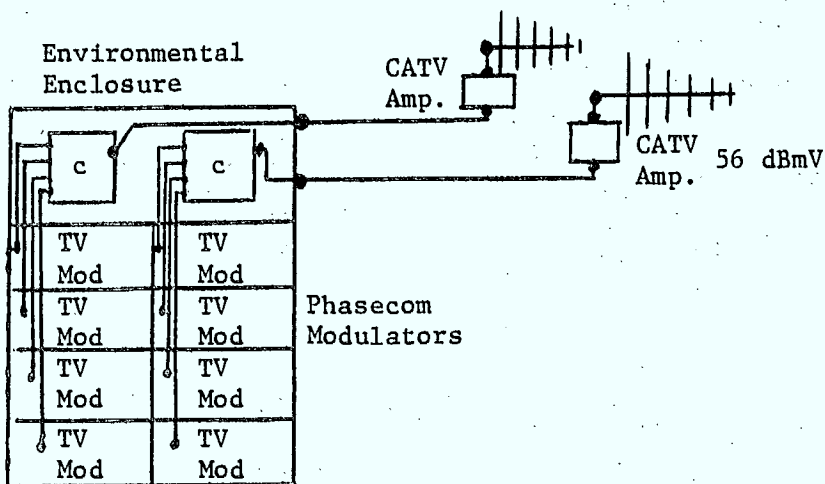 Environmental
Enclosure
CATV
Amp.
CATV
Amp.
56 dBmV
C
C
TV
Mod
TV
Mod
TV
Mod
TV
Mod
Phasecom
Modulators
TV
Mod
TV
Mod
TV
Mod
TV
Mod